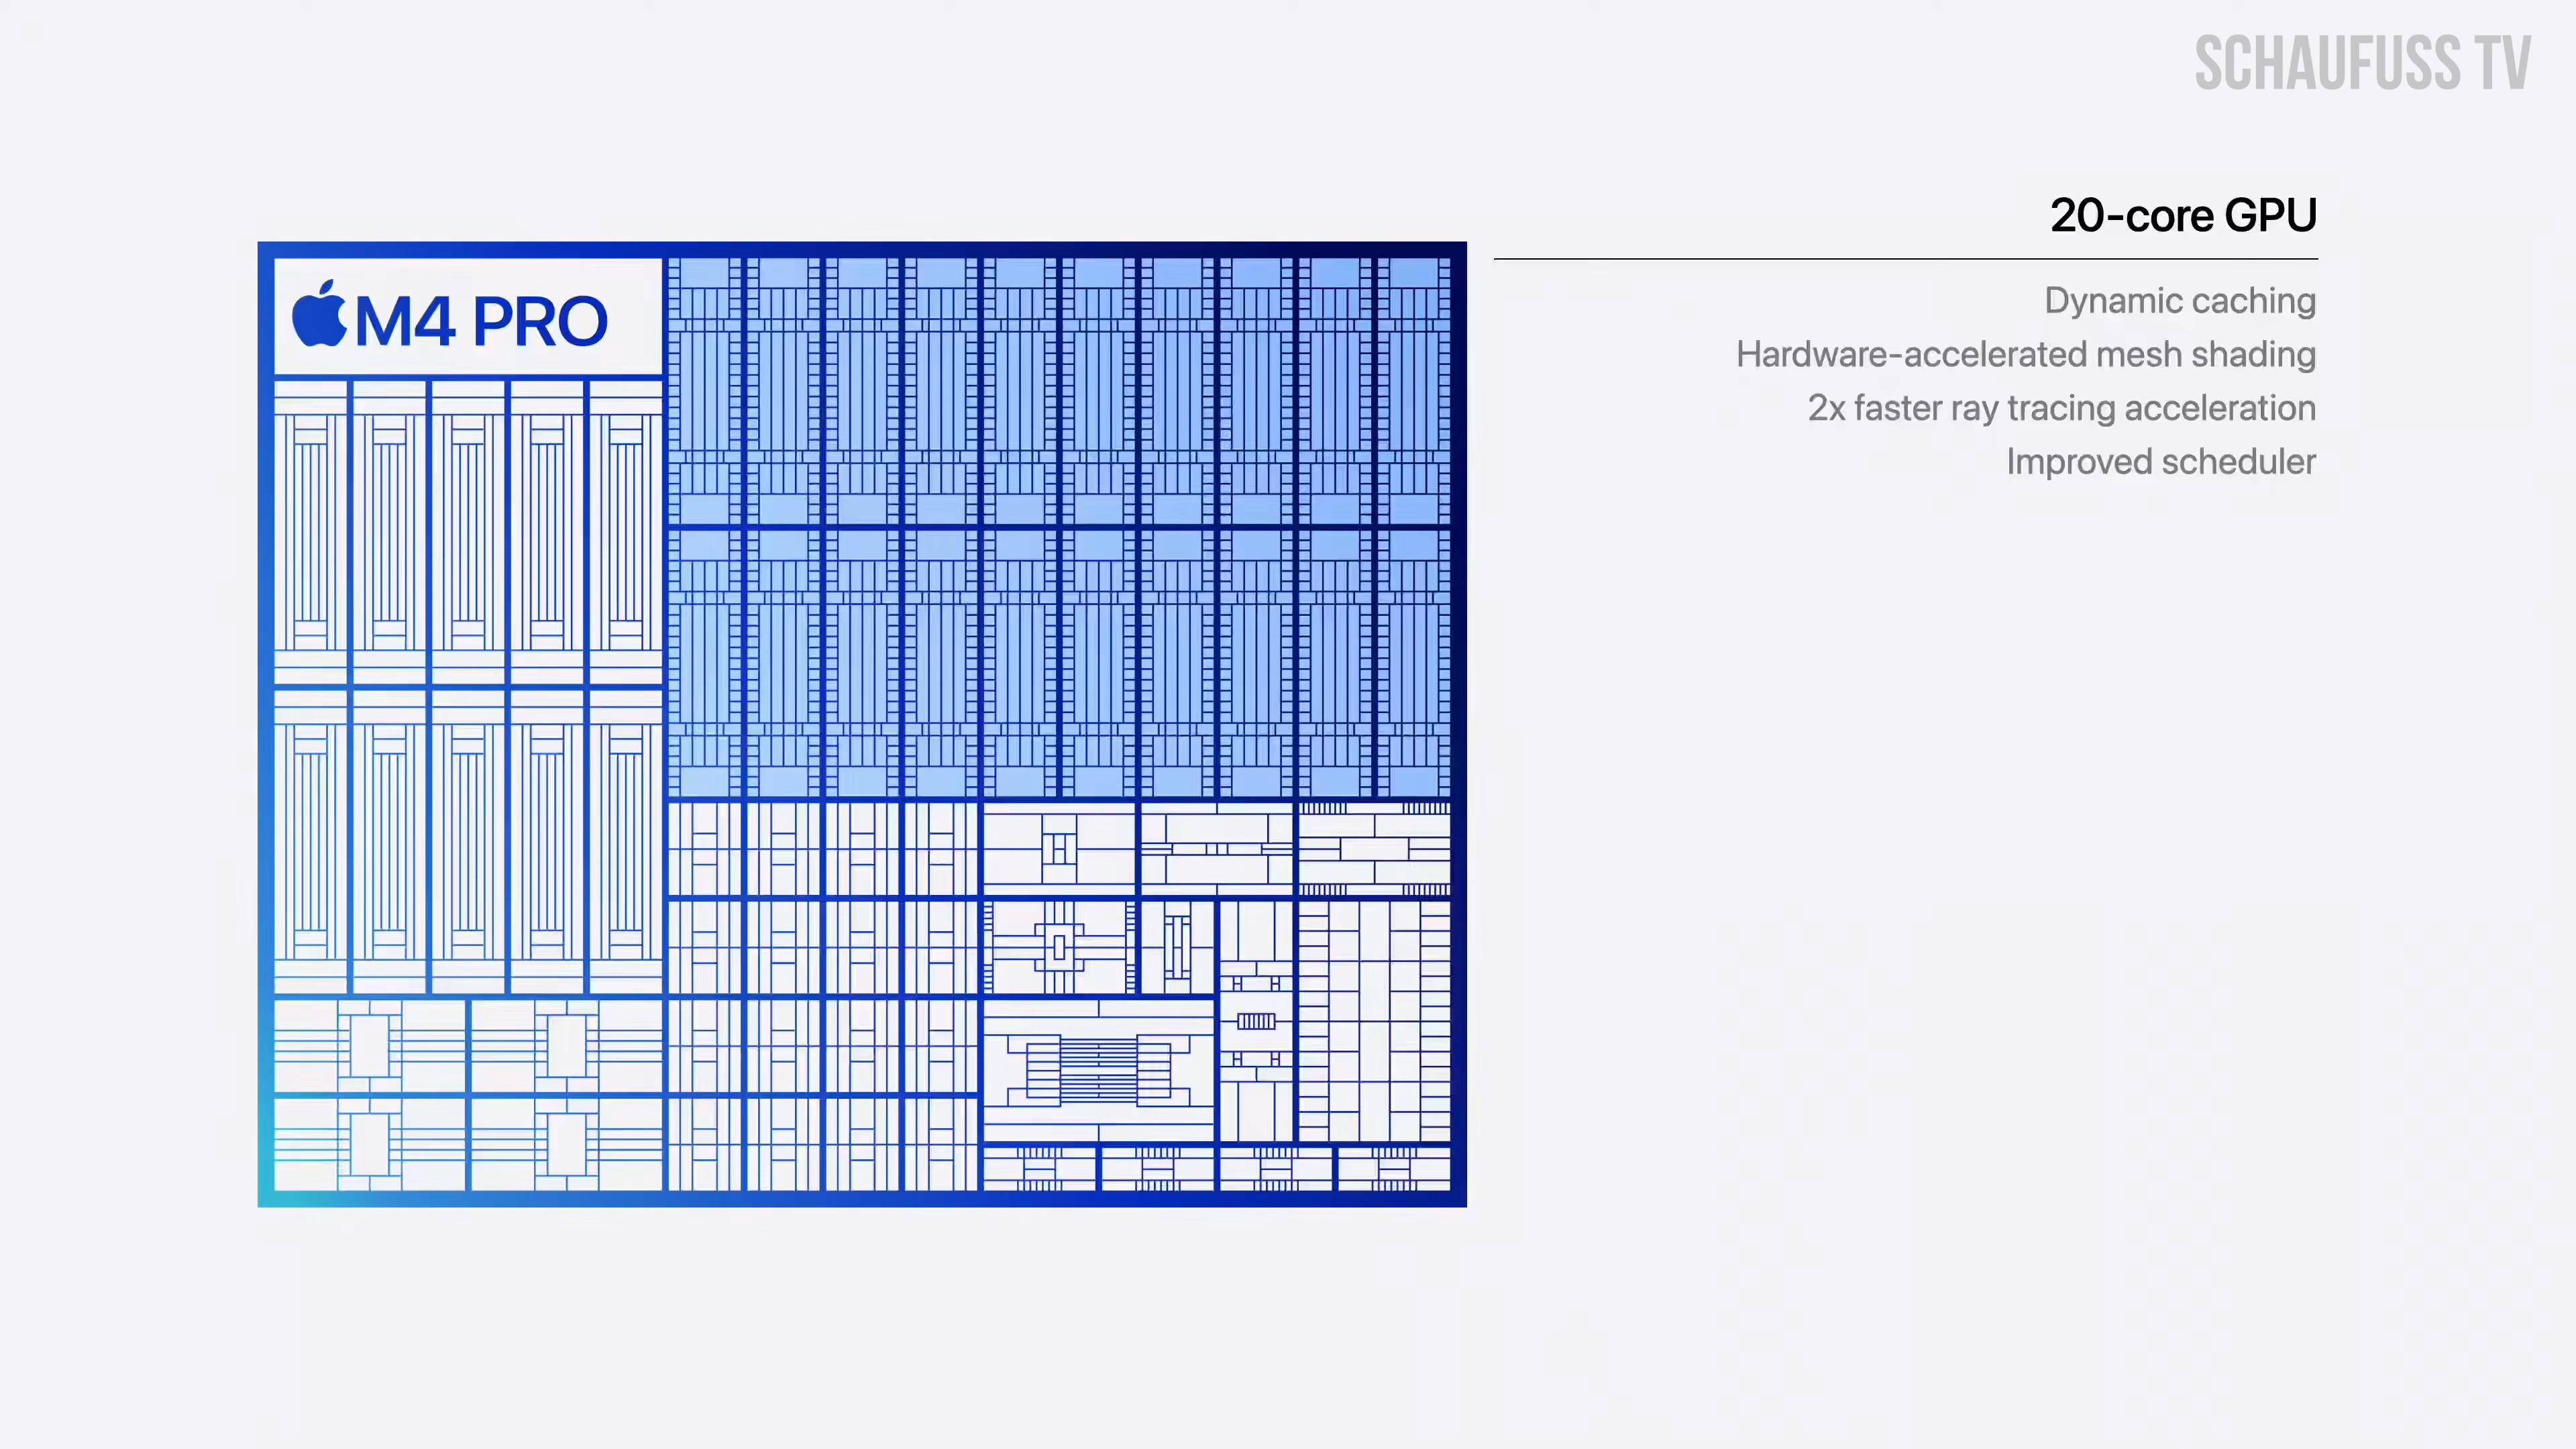 SCHAUFUSS TV
20-core GPU
M4 PRO
Dynamic caching
Hardware-accelerated mesh shading
2x faster ray tracing acceleration
Improved scheduler